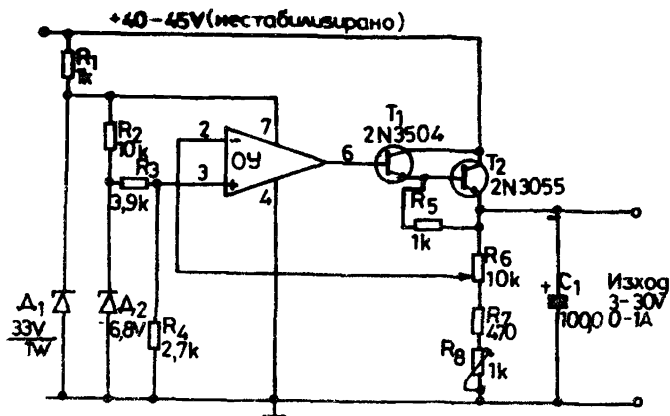 +40-45V(нестабилизирано)
R1
1k
R2
10k
R3
3,9k
2
3
7
4
6
ОУ
T1
2N3504
T2
2N3055
R5
1k
R6
10k
R7
470
R8
1k
+
C1
100,0
Изход
3-30V
0-1A
Д1
33V
1W
Д2
6,8V
R4
2,7k